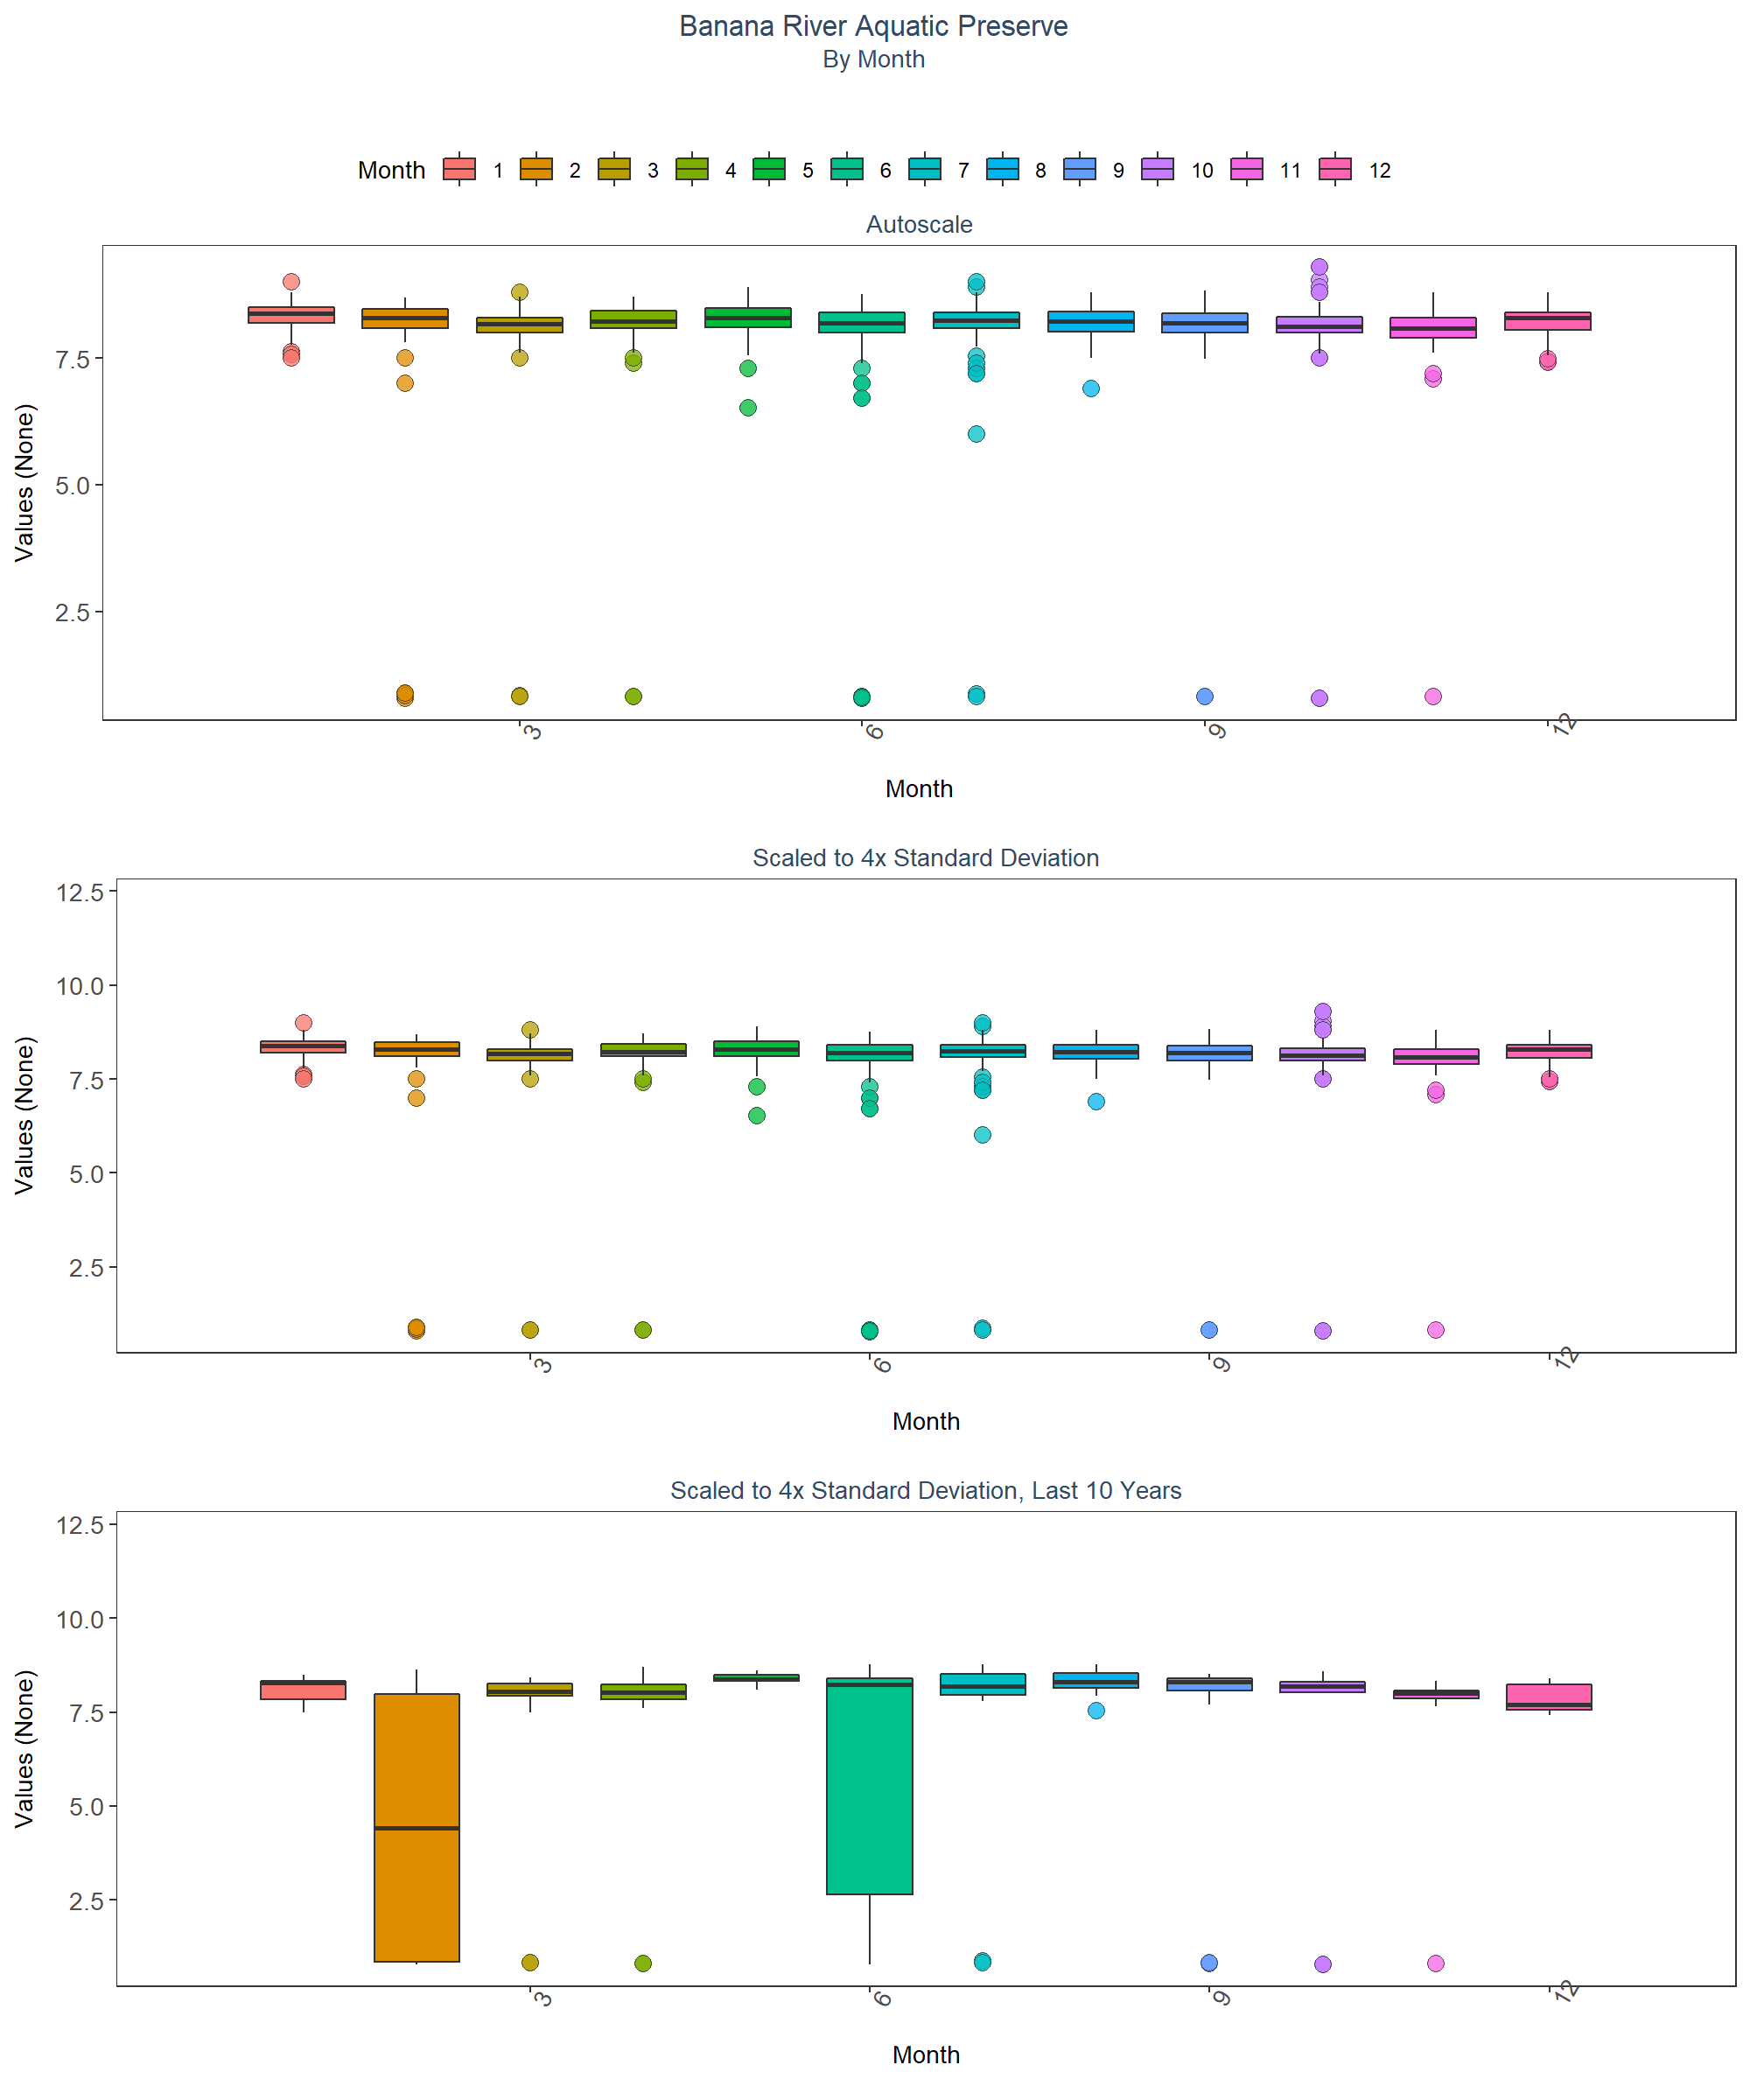 Banana River Aquatic Preserve
By Month
Month 1 2 3 4 5 6 7 8 9 10 11 12
Autoscale
Values (None)
7.5
5.0
2.5
3 6 9 12
Month
Scaled to 4x Standard Deviation
Values (None)
12.5
10.0
7.5
5.0
2.5
3 6 9 12
Month
Scaled to 4x Standard Deviation, Last 10 Years
Values (None)
12.5
10.0
7.5
5.0
2.5
3 6 9 12
Month